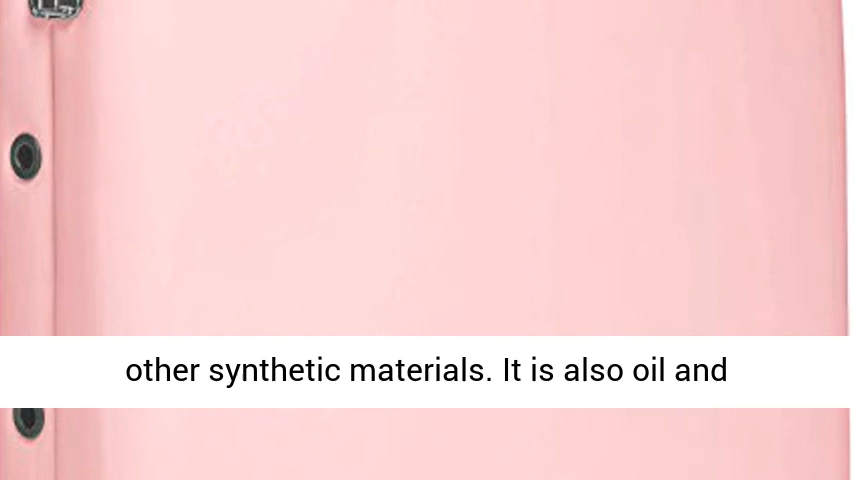 other synthetic materials. It is also oil and